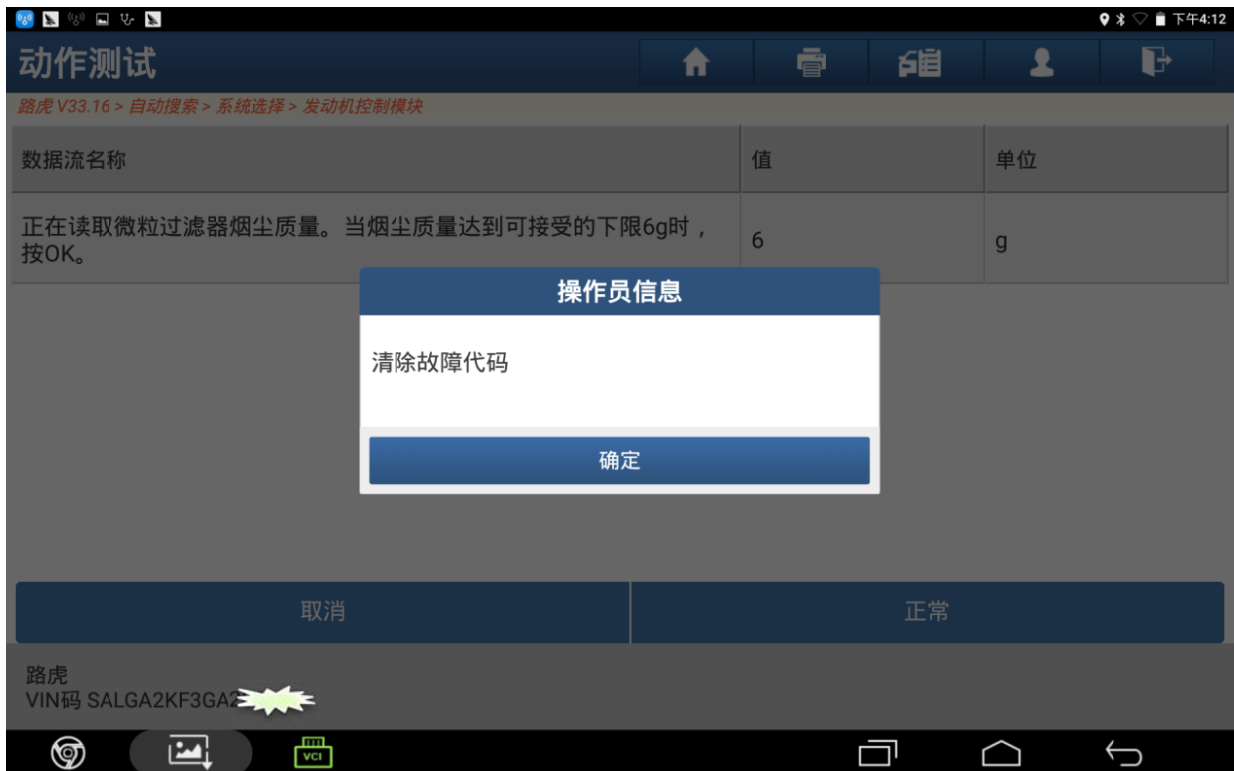 下午4:12
动作测试
路虎 V33.16 > 自动搜索 > 系统选择 > 发动机控制模块
数据流名称 值 单位
正在读取微粒过滤器烟尘质量。当烟尘质量达到可接受的下限6g时，
按OK。
6 g
操作员信息
清除故障代码
确定
取消 正常
路虎
VIN码 SALGA2KF3GA2
VCI